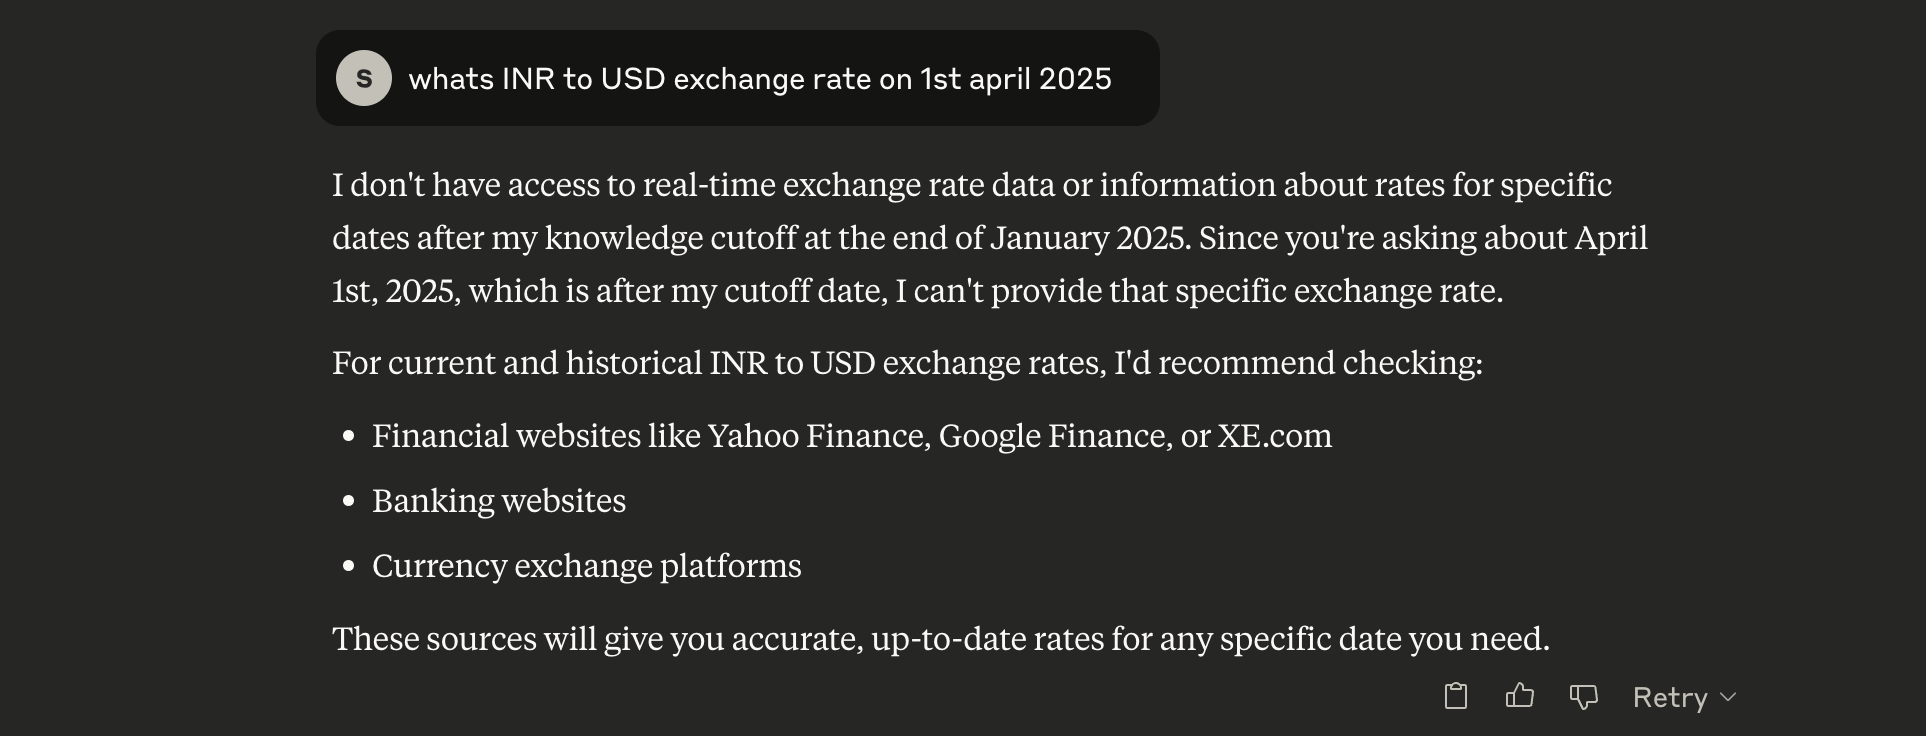 S
whats INR to USD exchange rate on 1st april 2025
I don't have access to real-time exchange rate data or information about rates for specific
dates after my knowledge cutoff at the end of January 2025. Since you're asking about April
1st, 2025, which is after my cutoff date, I can't provide that specific exchange rate.
For current and historical INR to USD exchange rates, I'd recommend checking:
• Financial websites like Yahoo Finance, Google Finance, or XE.com
• Banking websites
• Currency exchange platforms
These sources will give you accurate, up-to-date rates for any specific date you need.
Retry